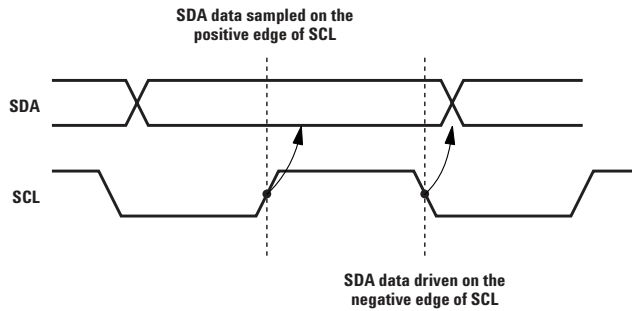 SDA data sampled on the
positive edge of SCL
SDA
SCL
SDA data driven on the
negative edge of SCL